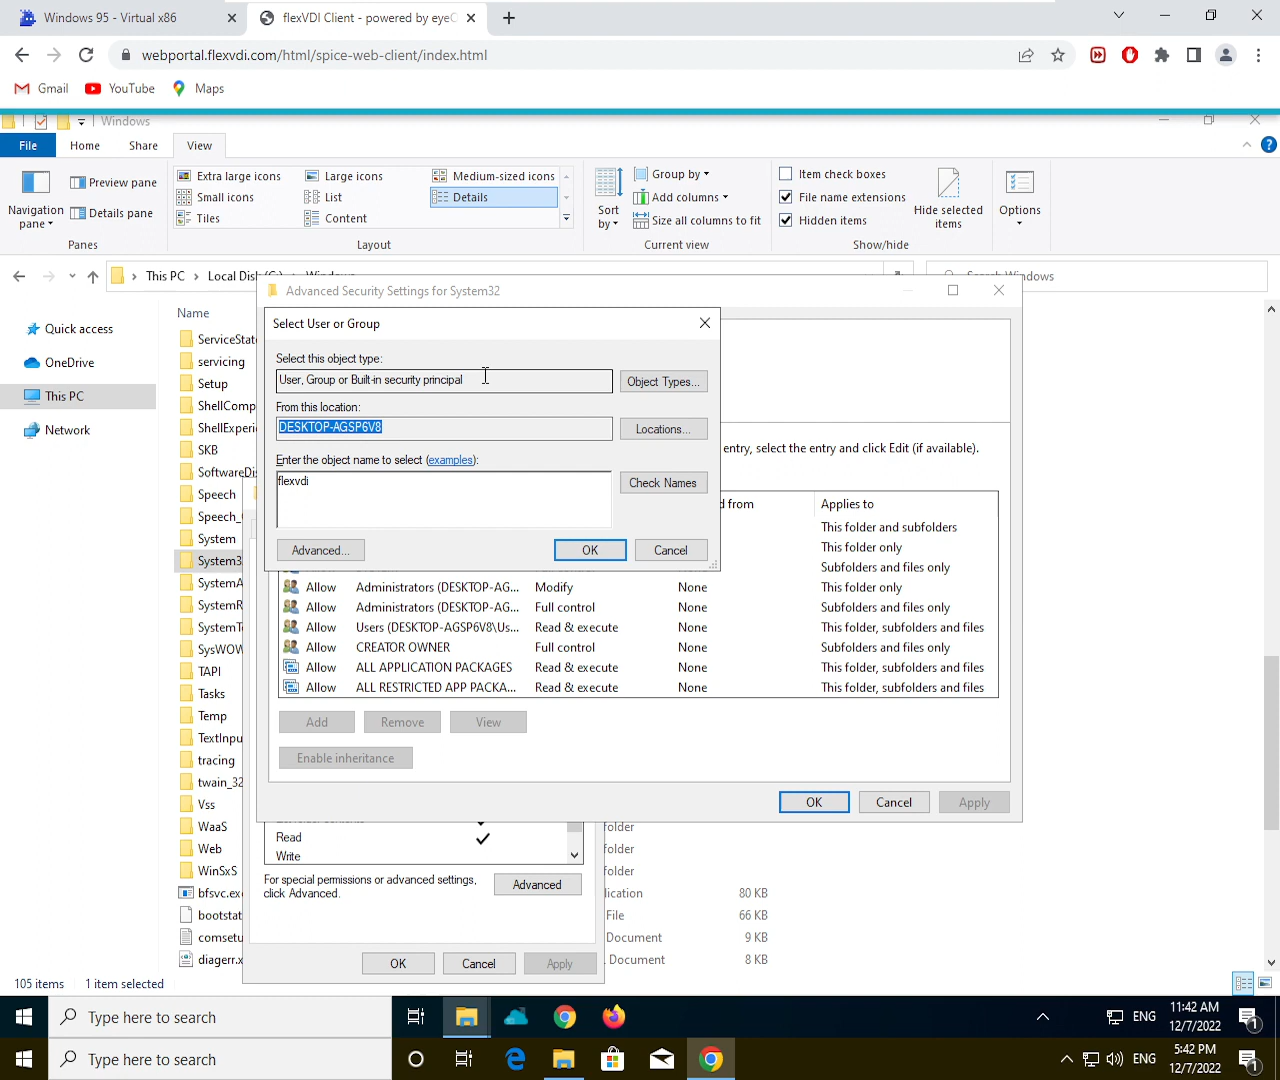 Windows 95 - Virtual x86
flexVDI Client - powered by eyeO
webportal.flexvdi.com/html/spice-web-client/index.html
Gmail YouTube Maps
Windows
File Home Share View
Navigation pane
Preview pane
Details pane
Panes
Extra large icons Large icons Medium-sized icons
Small icons List Details
Tiles Content
Layout
Sort by
Group by
Add columns
Size all columns to fit
Current view
Item check boxes
File name extensions
Hidden items
Hide selected items
Show/hide
Options
This PC > Local Disk
Quick access
OneDrive
This PC
Network
Name
ServiceStat
servicing
Setup
ShellComp
ShellExperi
SKB
SoftwareDis
Speech
Speech_
System
System3
SystemA
SystemR
SystemT
SysWOW
TAPI
Tasks
Temp
TextInpu
tracing
twain_32
Vss
WaaS
Web
WinSxS
bfsvc.ex
bootstat
comsetu
diagerr.x
Advanced Security Settings for System32
Select User or Group
Select this object type:
User, Group or Built-in security principal
Object Types...
From this location:
DESKTOP-AGSP6V8
Locations...
Enter the object name to select (examples):
flexvdi
Check Names
Advanced...
OK
Cancel
entry, select the entry and click Edit (if available).
d from Applies to
This folder and subfolders
This folder only
Subfolders and files only
Allow Administrators (DESKTOP-AG... Modify None This folder only
Allow Administrators (DESKTOP-AG... Full control None Subfolders and files only
Allow Users (DESKTOP-AGSP6V8\Us... Read & execute None This folder, subfolders and files
Allow CREATOR OWNER Full control None Subfolders and files only
Allow ALL APPLICATION PACKAGES Read & execute None This folder, subfolders and files
Allow ALL RESTRICTED APP PACKA... Read & execute None This folder, subfolders and files
Add Remove View
Enable inheritance
OK Cancel Apply
Read
Write
For special permissions or advanced settings,
click Advanced.
Advanced
OK Cancel Apply
folder
folder
folder
lication 80 KB
File 66 KB
Document 9 KB
Document 8 KB
105 items 1 item selected
Type here to search
ENG
11:42 AM
12/7/2022
1
Type here to search
ENG
5:42 PM
12/7/2022
1